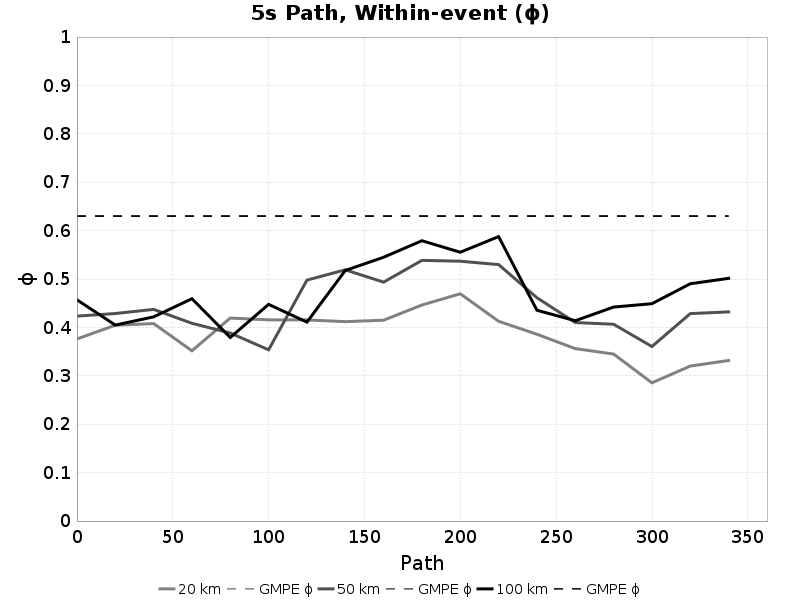 5s Path, Within-event (ϕ)
1
0.9
0.8
0.7
0.6
0.5
ϕ
0.4
0.3
0.2
0.1
0
0 50 100 150 200 250 300 350
Path
20 km GMPE ϕ 50 km GMPE ϕ 100 km GMPE ϕ